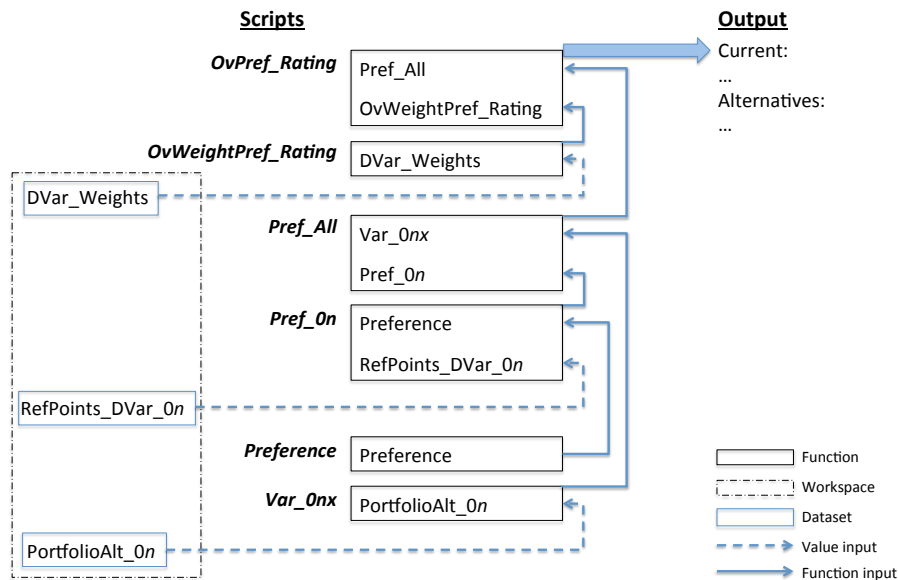 Scripts
Output
OvPref_Rating
Pref_All
OvWeightPref_Rating
Current:
...
Alternatives:
...
OvWeightPref_Rating
DVar_Weights
DVar_Weights
Pref_All
Var_0nx
Pref_0n
Pref_0n
Preference
RefPoints_DVar_0n
RefPoints_DVar_0n
Preference
Preference
Var_0nx
PortfolioAlt_0n
PortfolioAlt_0n
Function
Workspace
Dataset
Value input
Function input